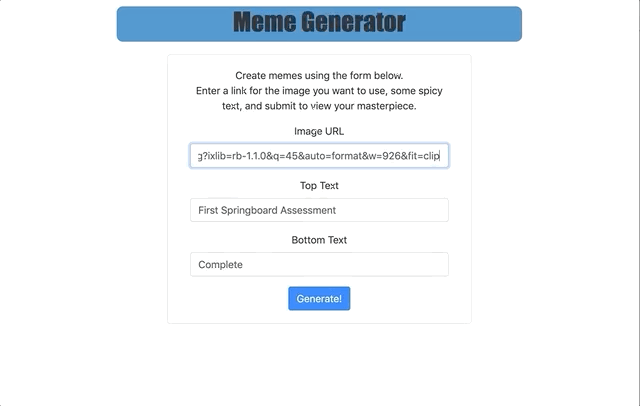 Meme Generator
Create memes using the form below.
Enter a link for the image you want to use, some spicy
text, and submit to view your masterpiece.
Image URL
g?ixlib=rb-1.1.0&q=45&auto=format&w=926&fit=clip
Top Text
First Springboard Assessment
Bottom Text
Complete
Generate!